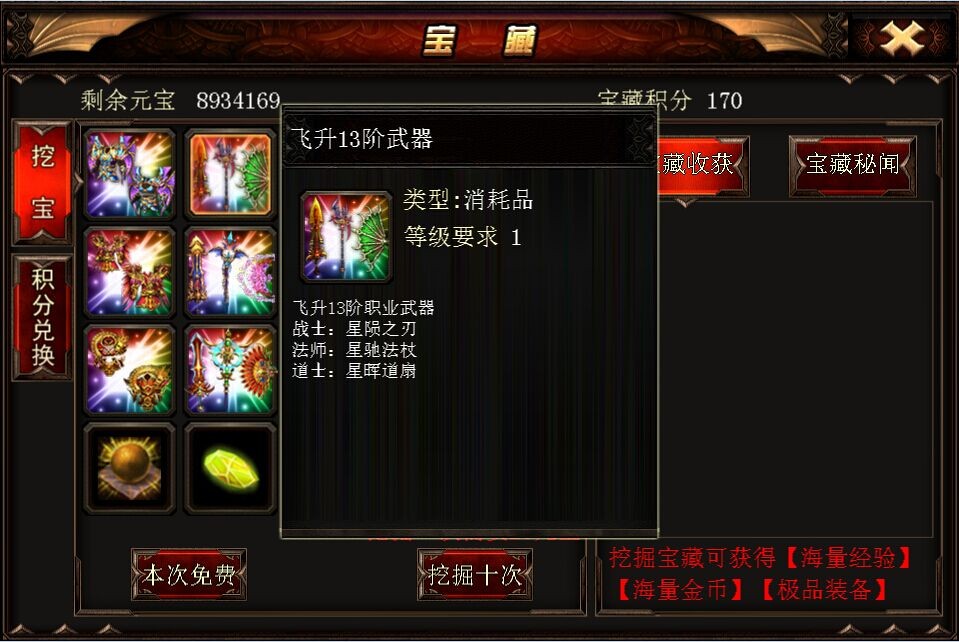 宝 藏
剩余元宝 8934169
宝藏积分 170
挖宝
积分兑换
飞升13阶武器
类型:消耗品
等级要求 1
飞升13阶职业武器
战士: 星陨之刃
法师: 星驰法杖
道士: 星晖道扇
藏收获
宝藏秘闻
本次免费
挖掘十次
挖掘宝藏可获得【海量经验】
【海量金币】【极品装备】